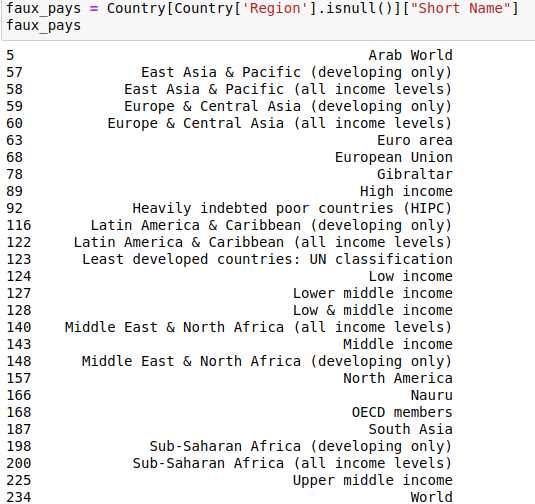 faux_pays = Country[Country['Region'].isnull()]["Short Name"]
faux_pays
5 Arab World
57 East Asia & Pacific (developing only)
58 East Asia & Pacific (all income levels)
59 Europe & Central Asia (developing only)
60 Europe & Central Asia (all income levels)
63 Euro area
68 European Union
78 Gibraltar
89 High income
92 Heavily indebted poor countries (HIPC)
116 Latin America & Caribbean (developing only)
122 Latin America & Caribbean (all income levels)
123 Least developed countries: UN classification
124 Low income
127 Lower middle income
128 Low & middle income
140 Middle East & North Africa (all income levels)
143 Middle income
148 Middle East & North Africa (developing only)
157 North America
166 Nauru
168 OECD members
187 South Asia
198 Sub-Saharan Africa (developing only)
200 Sub-Saharan Africa (all income levels)
225 Upper middle income
234 World